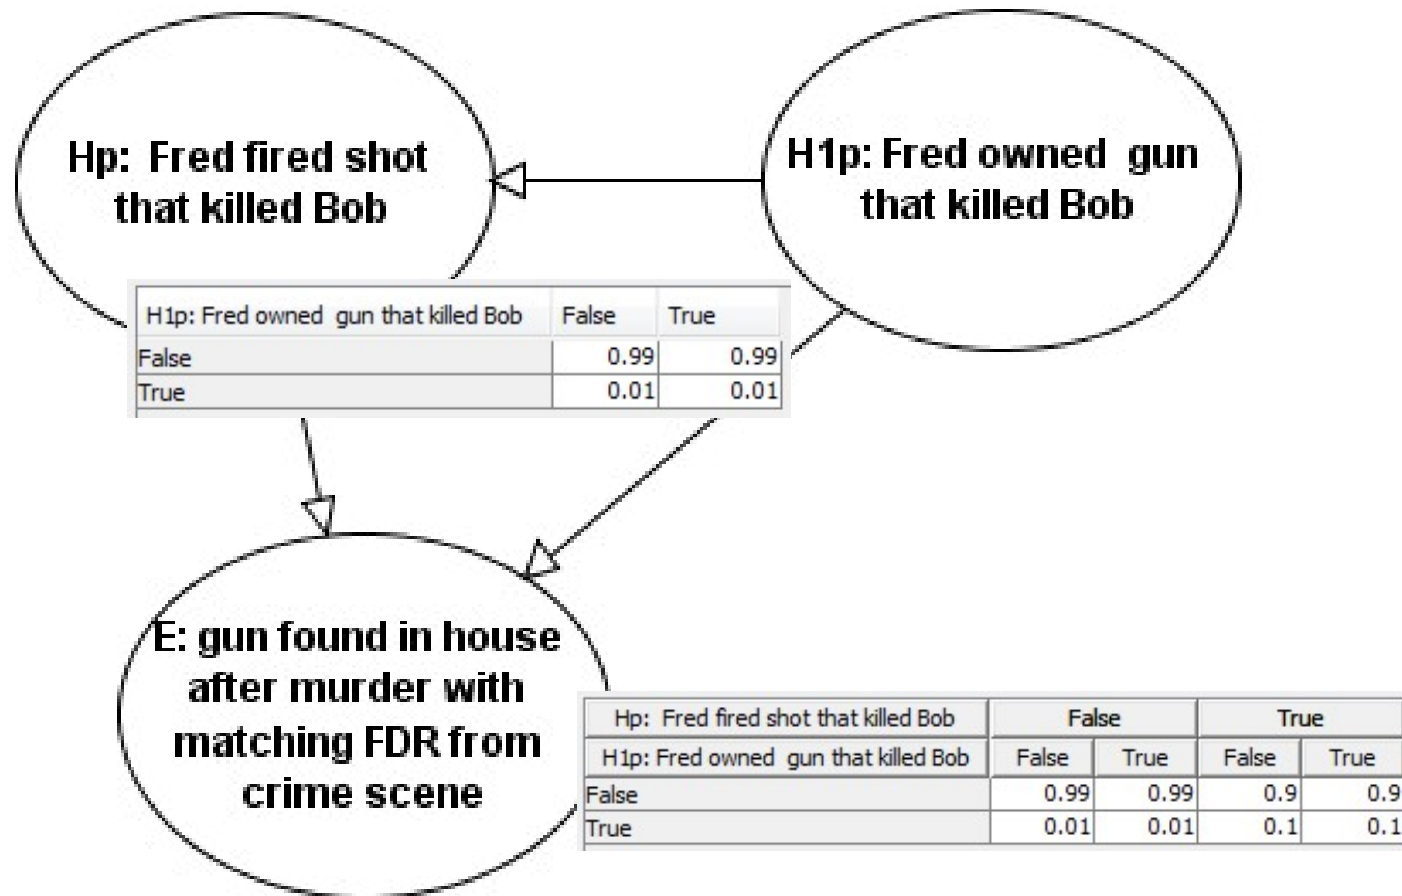 Hp: Fred fired shot
that killed Bob
H1p: Fred owned gun
that killed Bob
H1p: Fred owned gun that killed Bob False True
False 0.99 0.99
True 0.01 0.01
E: gun found in house
after murder with
matching FDR from
crime scene
Hp: Fred fired shot that killed Bob False True
H1p: Fred owned gun that killed Bob False True False True
False 0.99 0.99 0.9 0.9
True 0.01 0.01 0.1 0.1